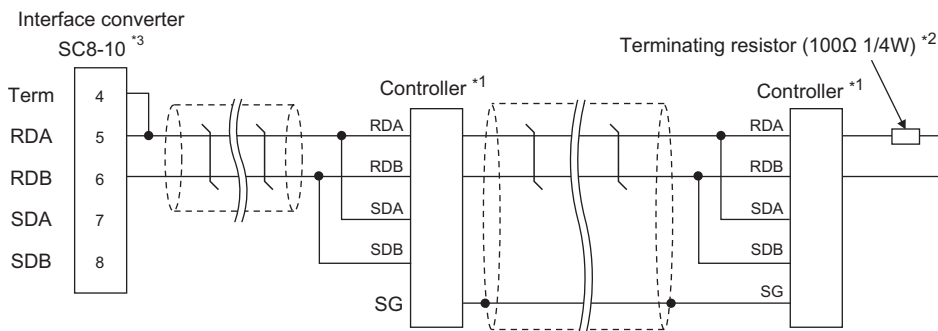 Interface converter
SC8-10 *3
Terminating resistor (100Ω 1/4W) *2
Controller *1
Controller *1
Term 4
RDA 5 RDA RDA
RDB 6 RDB RDB
SDA 7 SDA SDA
SDB 8 SDB SDB
SG SG